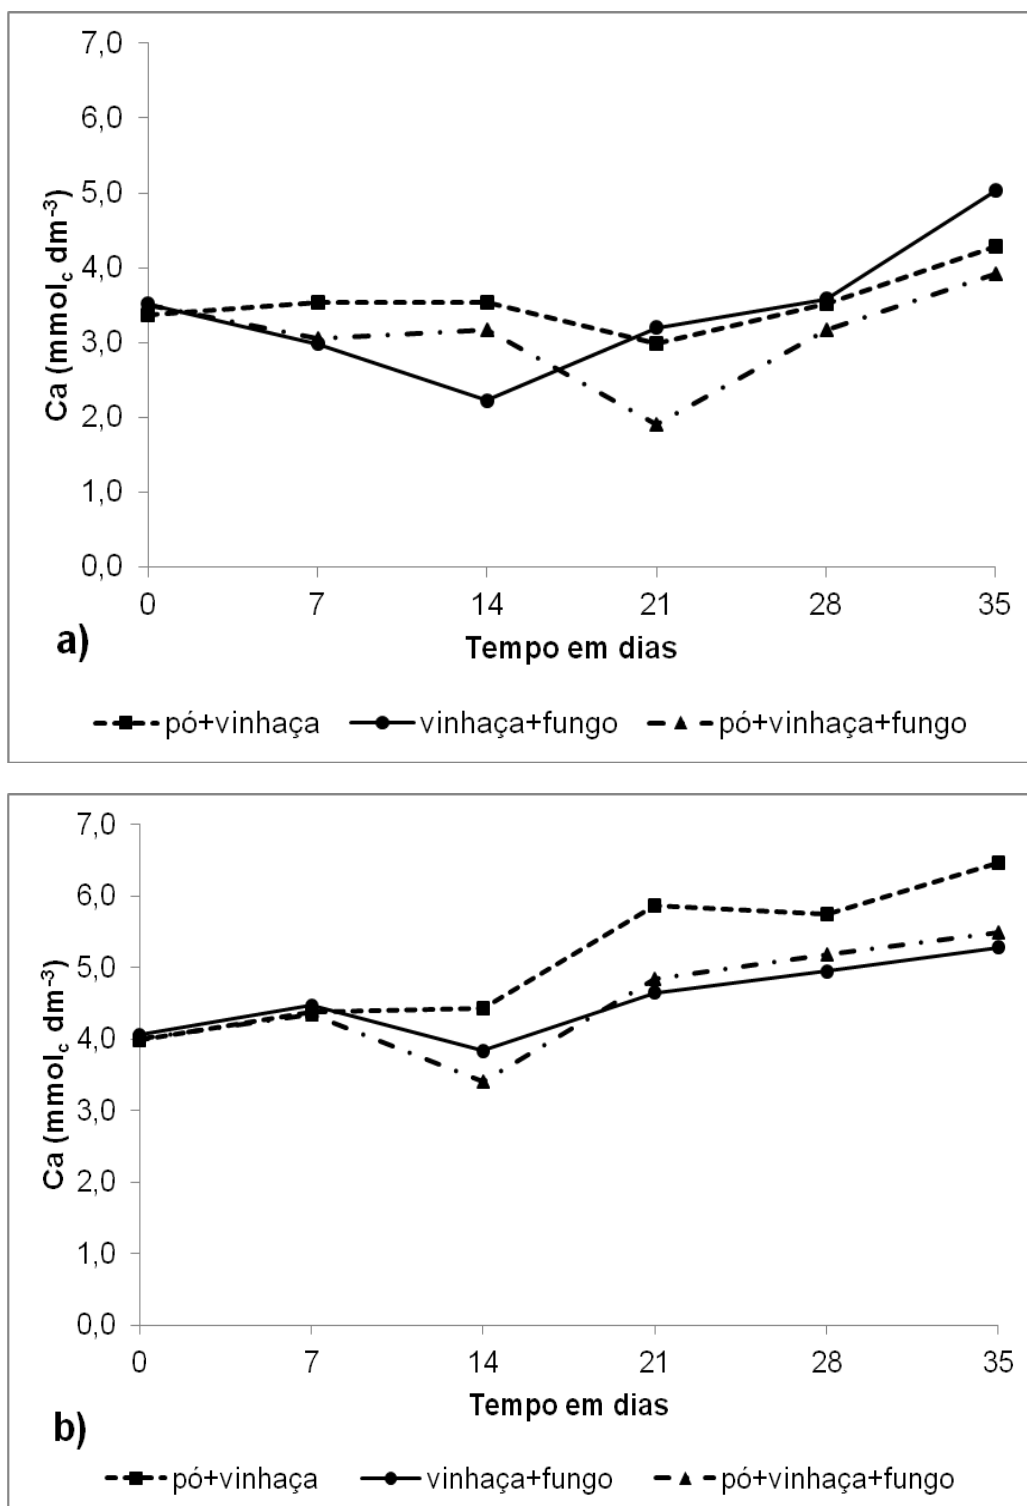 7,0
6,0
5,0
4,0
3,0
2,0
1,0
0,0
Ca (mmol_c dm^-3)
0 7 14 21 28 35
Tempo em dias
a)
pó+vinhaça vinhaça+fungo pó+vinhaça+fungo
7,0
6,0
5,0
4,0
3,0
2,0
1,0
0,0
Ca (mmol_c dm^-3)
0 7 14 21 28 35
Tempo em dias
b)
pó+vinhaça vinhaça+fungo pó+vinhaça+fungo